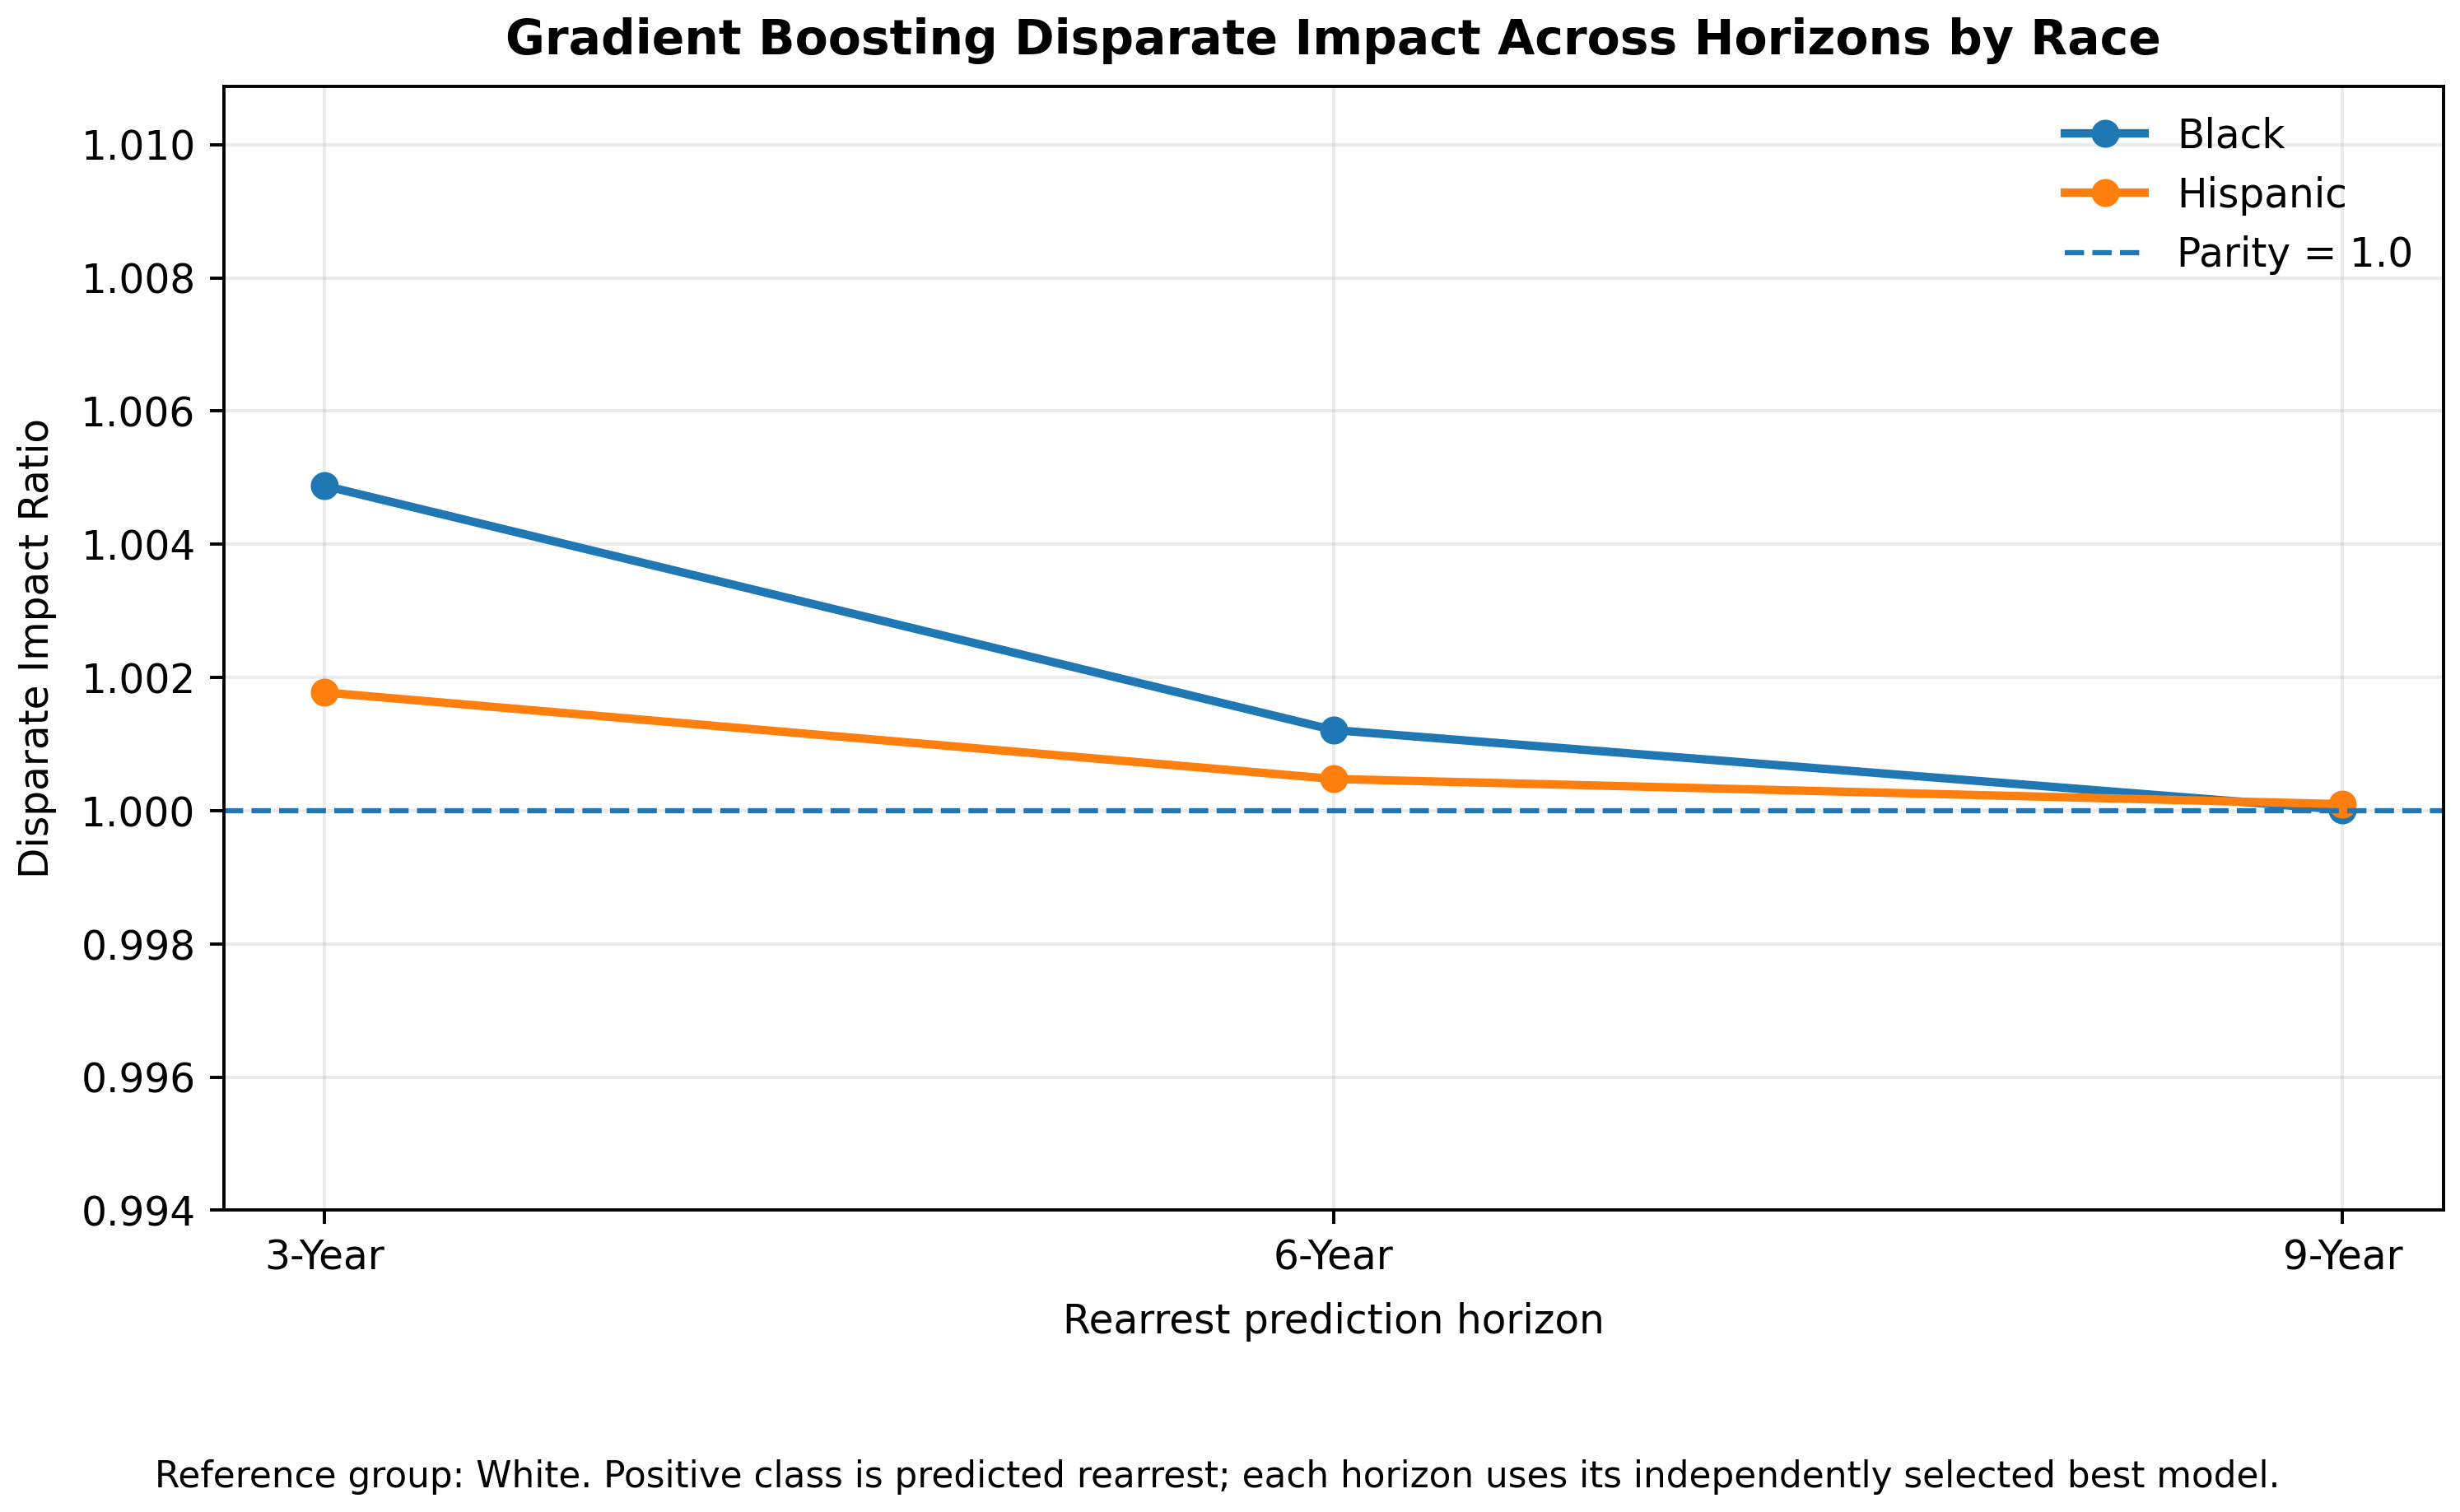 Gradient Boosting Disparate Impact Across Horizons by Race
Black
Hispanic
Parity = 1.0
Disparate Impact Ratio
1.010
1.008
1.006
1.004
1.002
1.000
0.998
0.996
0.994
3-Year
6-Year
9-Year
Rearrest prediction horizon
Reference group: White. Positive class is predicted rearrest; each horizon uses its independently selected best model.